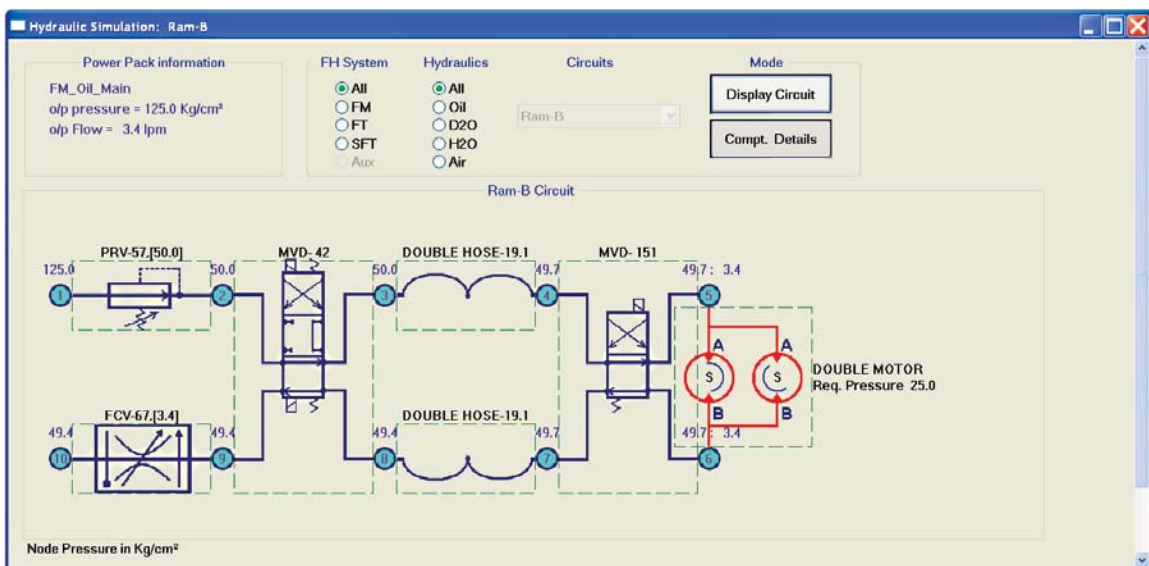 Hydraulic Simulation: Ram-B
Power Pack information
FM_Oil_Main
o/p pressure = 125.0 Kg/cm²
o/p Flow = 3.4 lpm
FH System
All
FM
FT
SFT
Aux
Hydraulics
All
Oil
D2O
H2O
Air
Circuits
Ram-B
Mode
Display Circuit
Compt. Details
Ram-B Circuit
PRV-57.[50.0]
MVD-42
DOUBLE HOSE-19.1
MVD-151
125.0
50.0
50.0
49.7
49.7: 3.4
1
2
3
4
5
A
A
S
S
DOUBLE MOTOR
Req. Pressure 25.0
B
B
FCV-67.[3.4]
DOUBLE HOSE-19.1
49.4
49.4
49.4
49.7
49.7: 3.4
10
9
8
7
6
Node Pressure in Kg/cm²